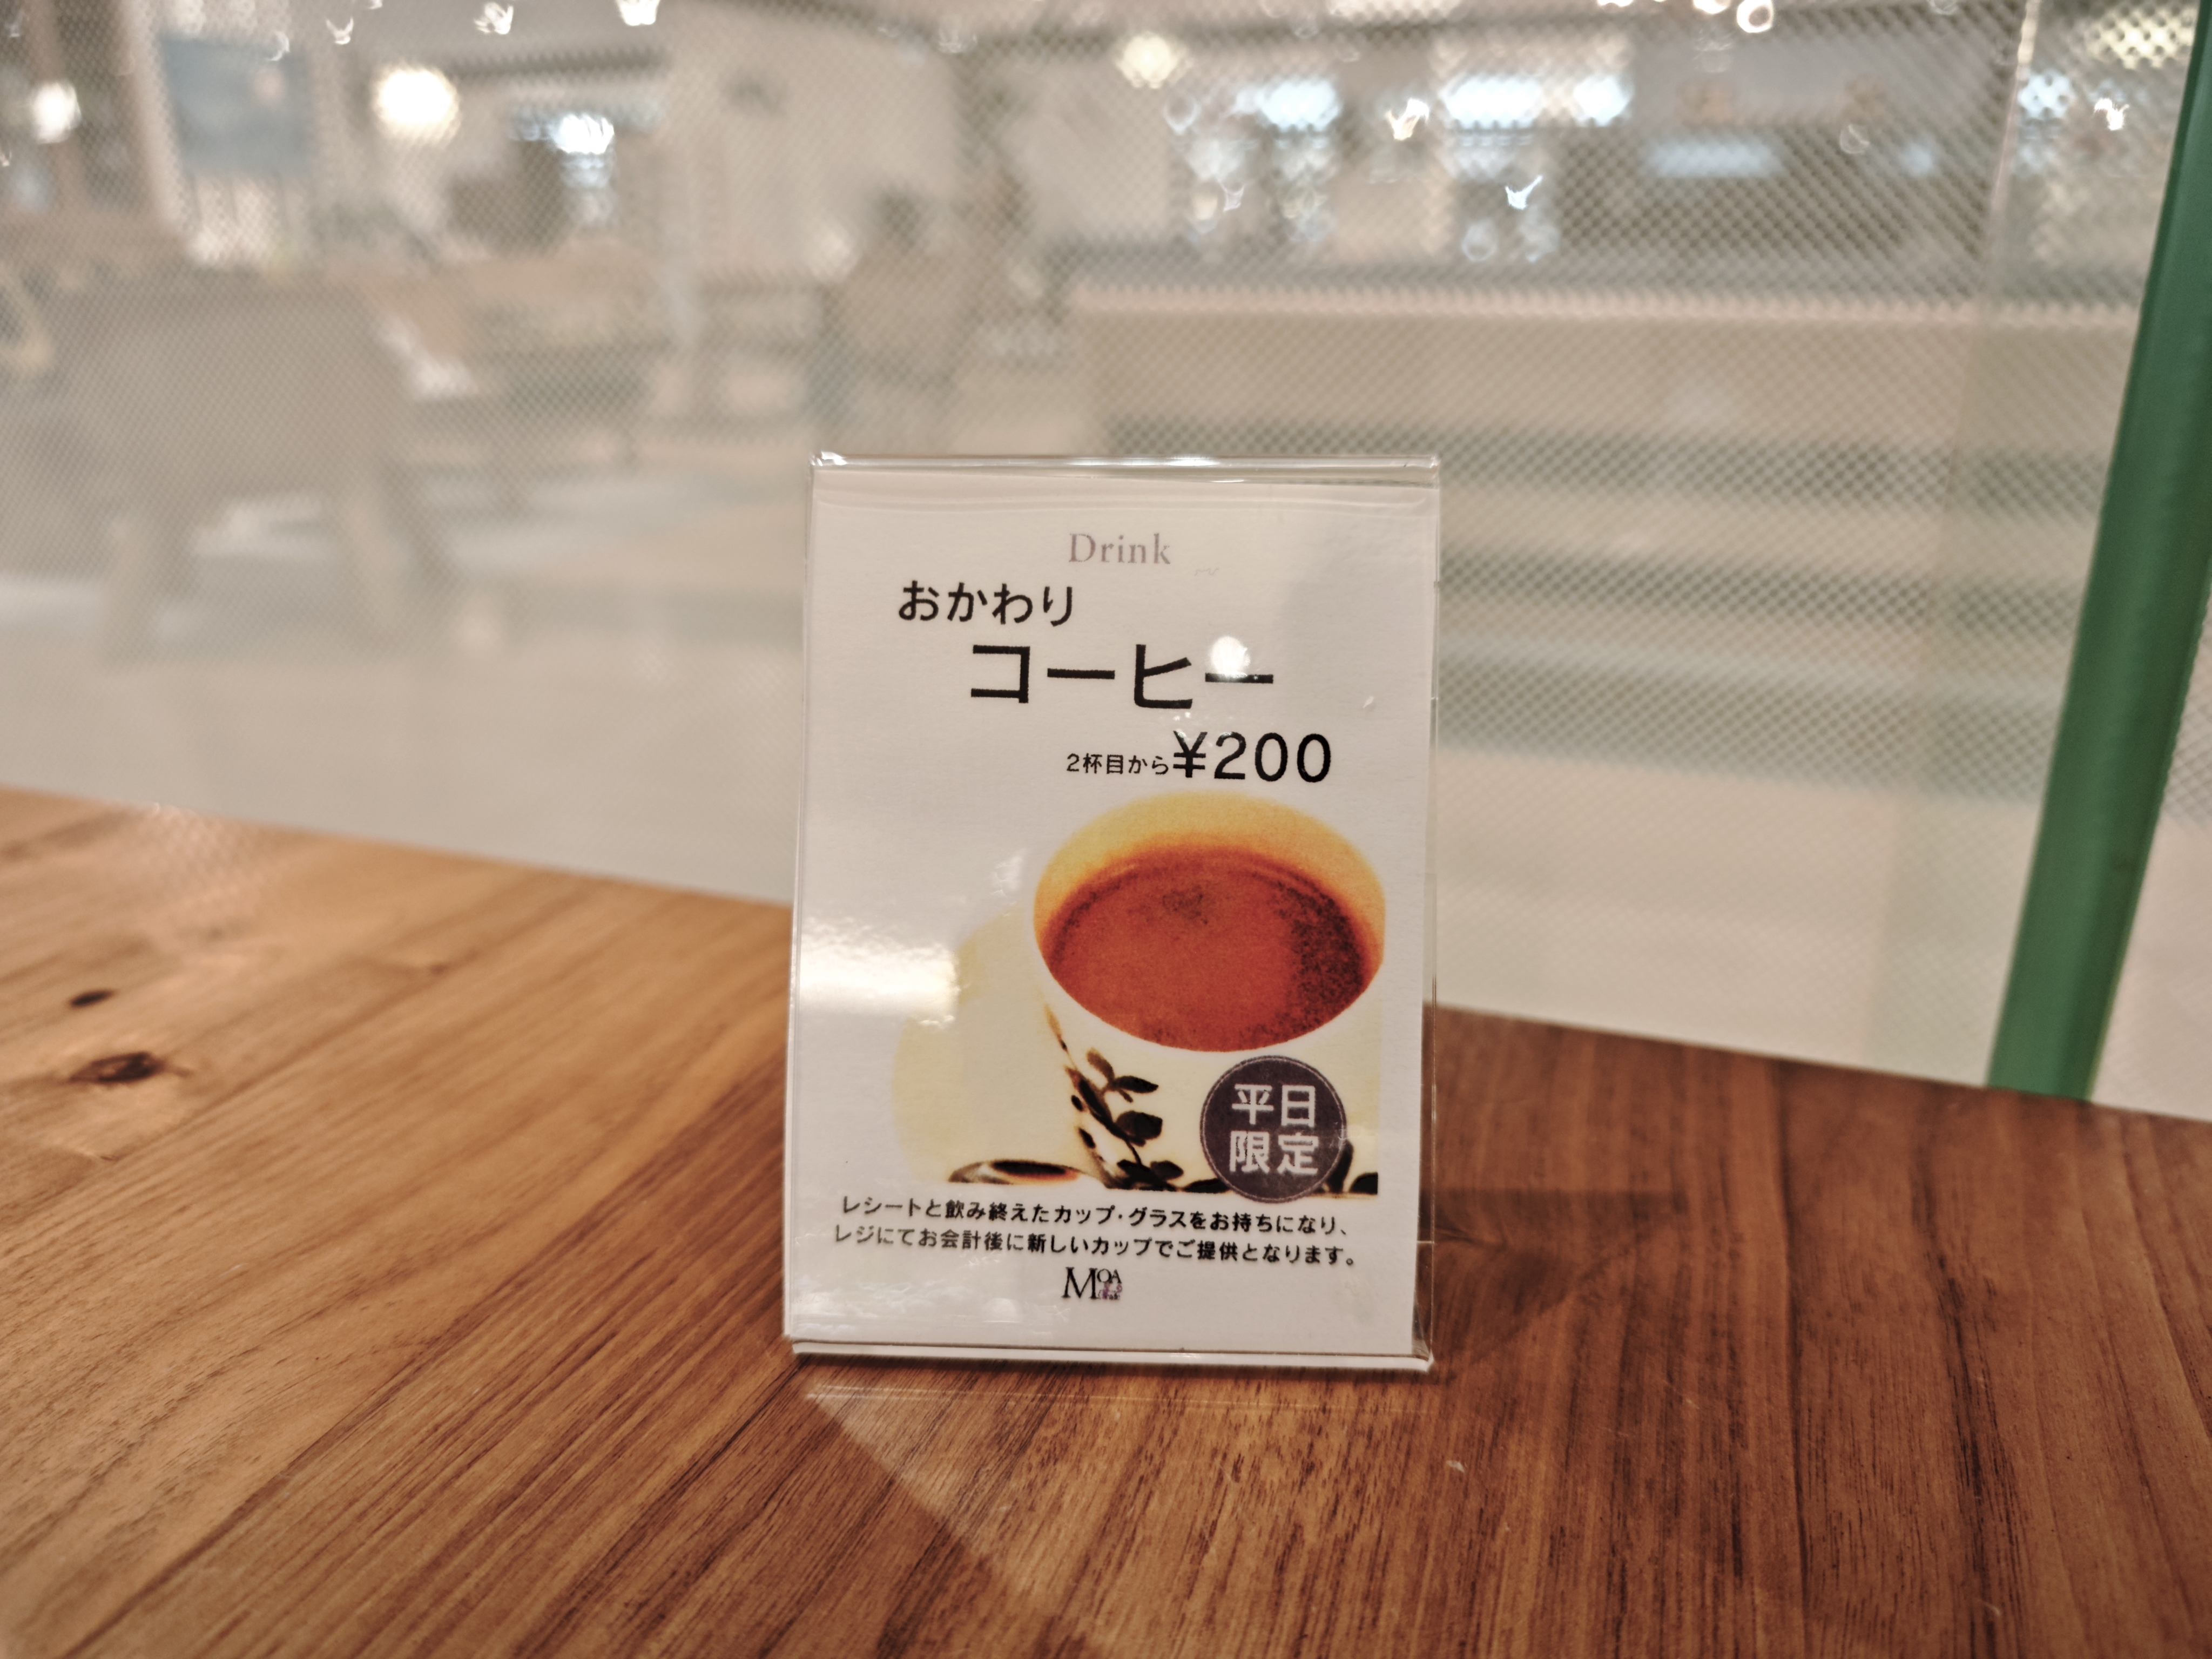 Drink
おかわり
コーヒー
2杯目から¥200
平日
限定
レシートと飲み終えたカップ・グラスをお持ちになり、
レジにてお会計後に新しいカップでご提供となります。
MOA